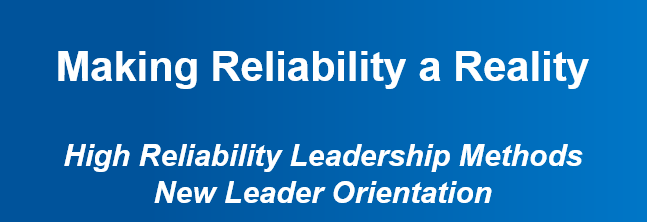 Making Reliability a Reality
High Reliability Leadership Methods
New Leader Orientation